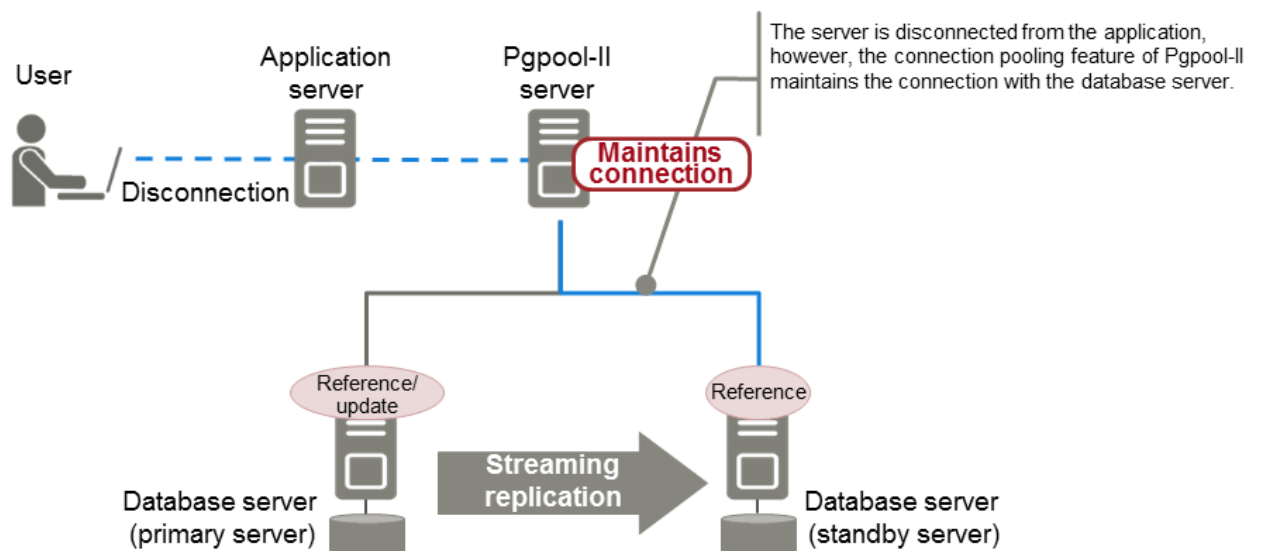 User
Application
server
Pgpool-II
server
The server is disconnected from the application,
however, the connection pooling feature of Pgpool-II
maintains the connection with the database server.
Maintains
connection
Disconnection
Reference/
update
Reference
Streaming
replication
Database server
(primary server)
Database server
(standby server)